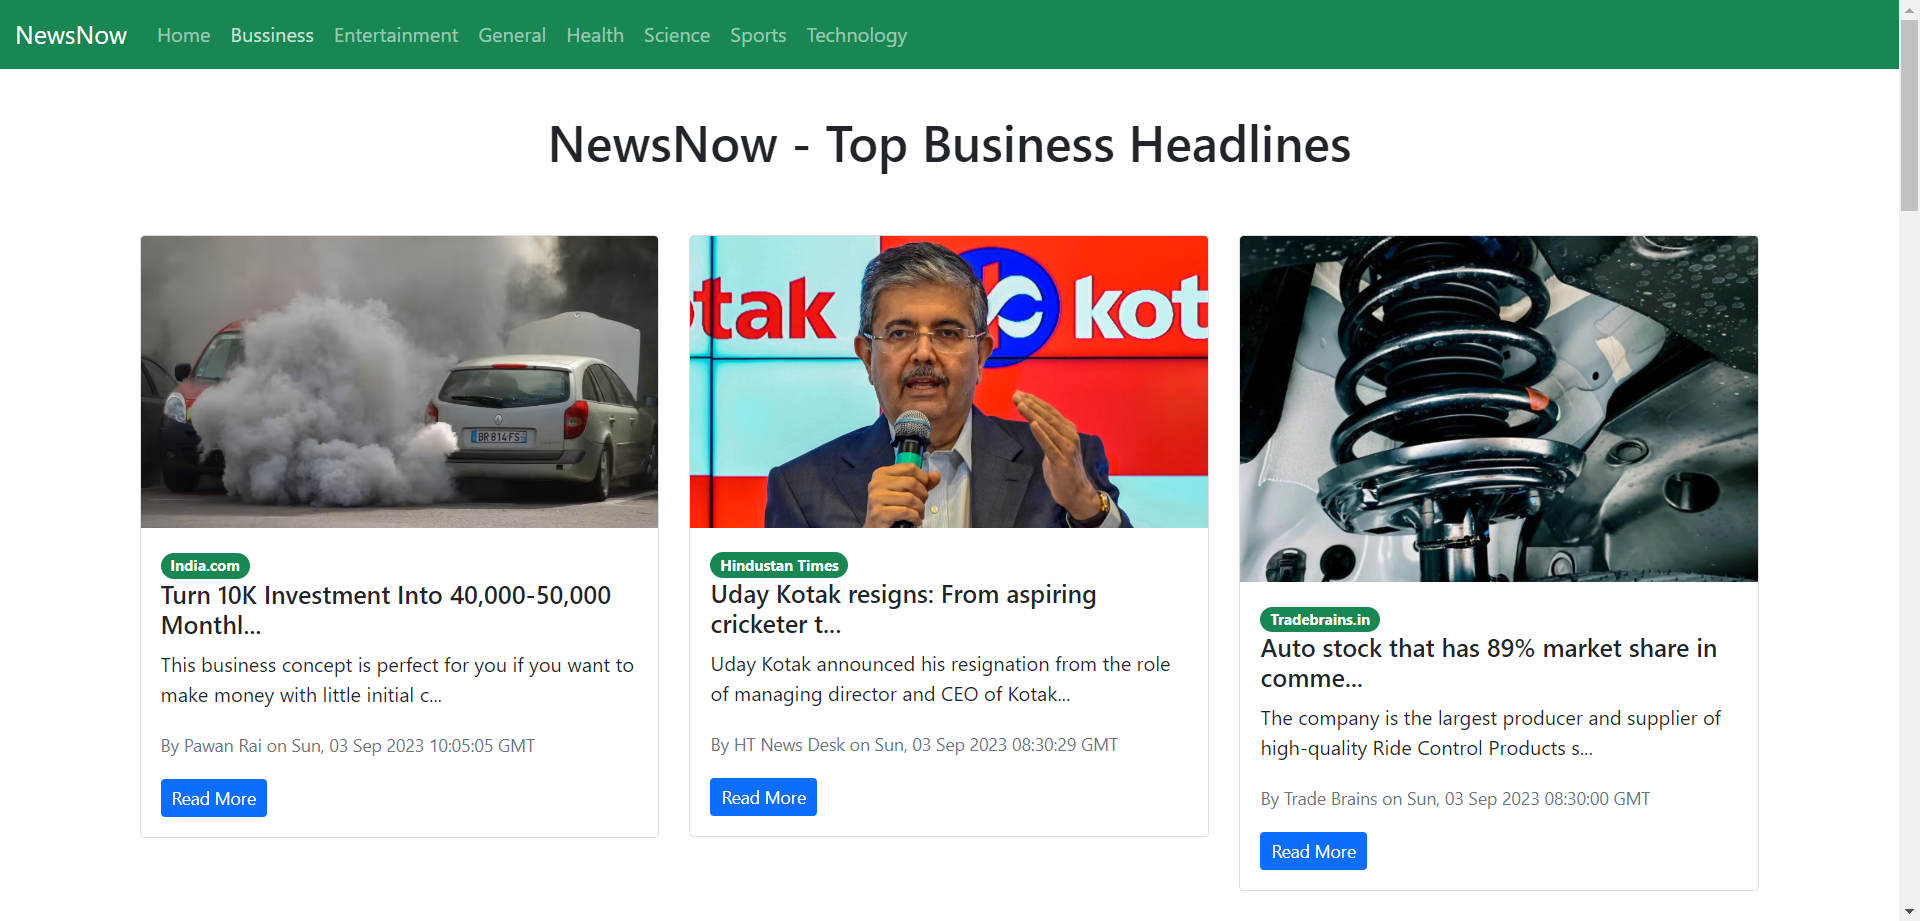 NewsNow Home Bussiness Entertainment General Health Science Sports Technology
NewsNow - Top Business Headlines
BR 814 FS
India.com
Turn 10K Investment Into 40,000-50,000
Monthl...
This business concept is perfect for you if you want to
make money with little initial c...
By Pawan Rai on Sun, 03 Sep 2023 10:05:05 GMT
Read More
otak kot
Hindustan Times
Uday Kotak resigns: From aspiring
cricketer t...
Uday Kotak announced his resignation from the role
of managing director and CEO of Kotak...
By HT News Desk on Sun, 03 Sep 2023 08:30:29 GMT
Read More
Tradebrains.in
Auto stock that has 89% market share in
comme...
The company is the largest producer and supplier of
high-quality Ride Control Products s...
By Trade Brains on Sun, 03 Sep 2023 08:30:00 GMT
Read More